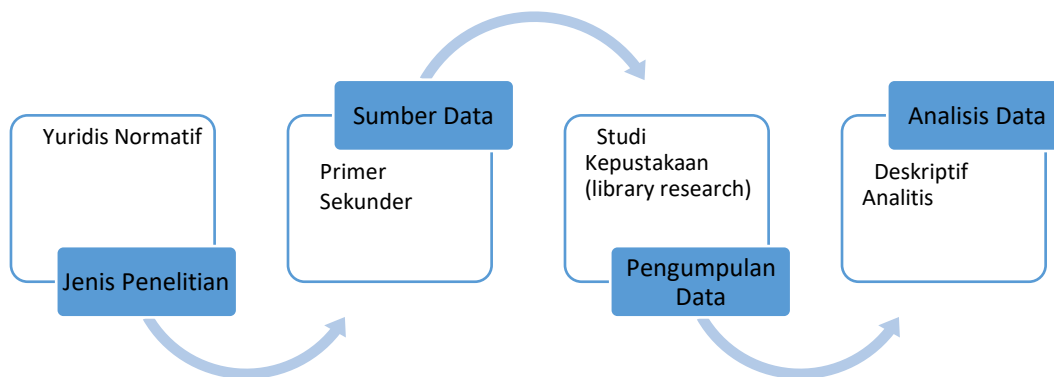 Yuridis Normatif
Jenis Penelitian
Sumber Data
Primer
Sekunder
Studi
Kepustakaan
(library research)
Pengumpulan
Data
Analisis Data
Deskriptif
Analitis